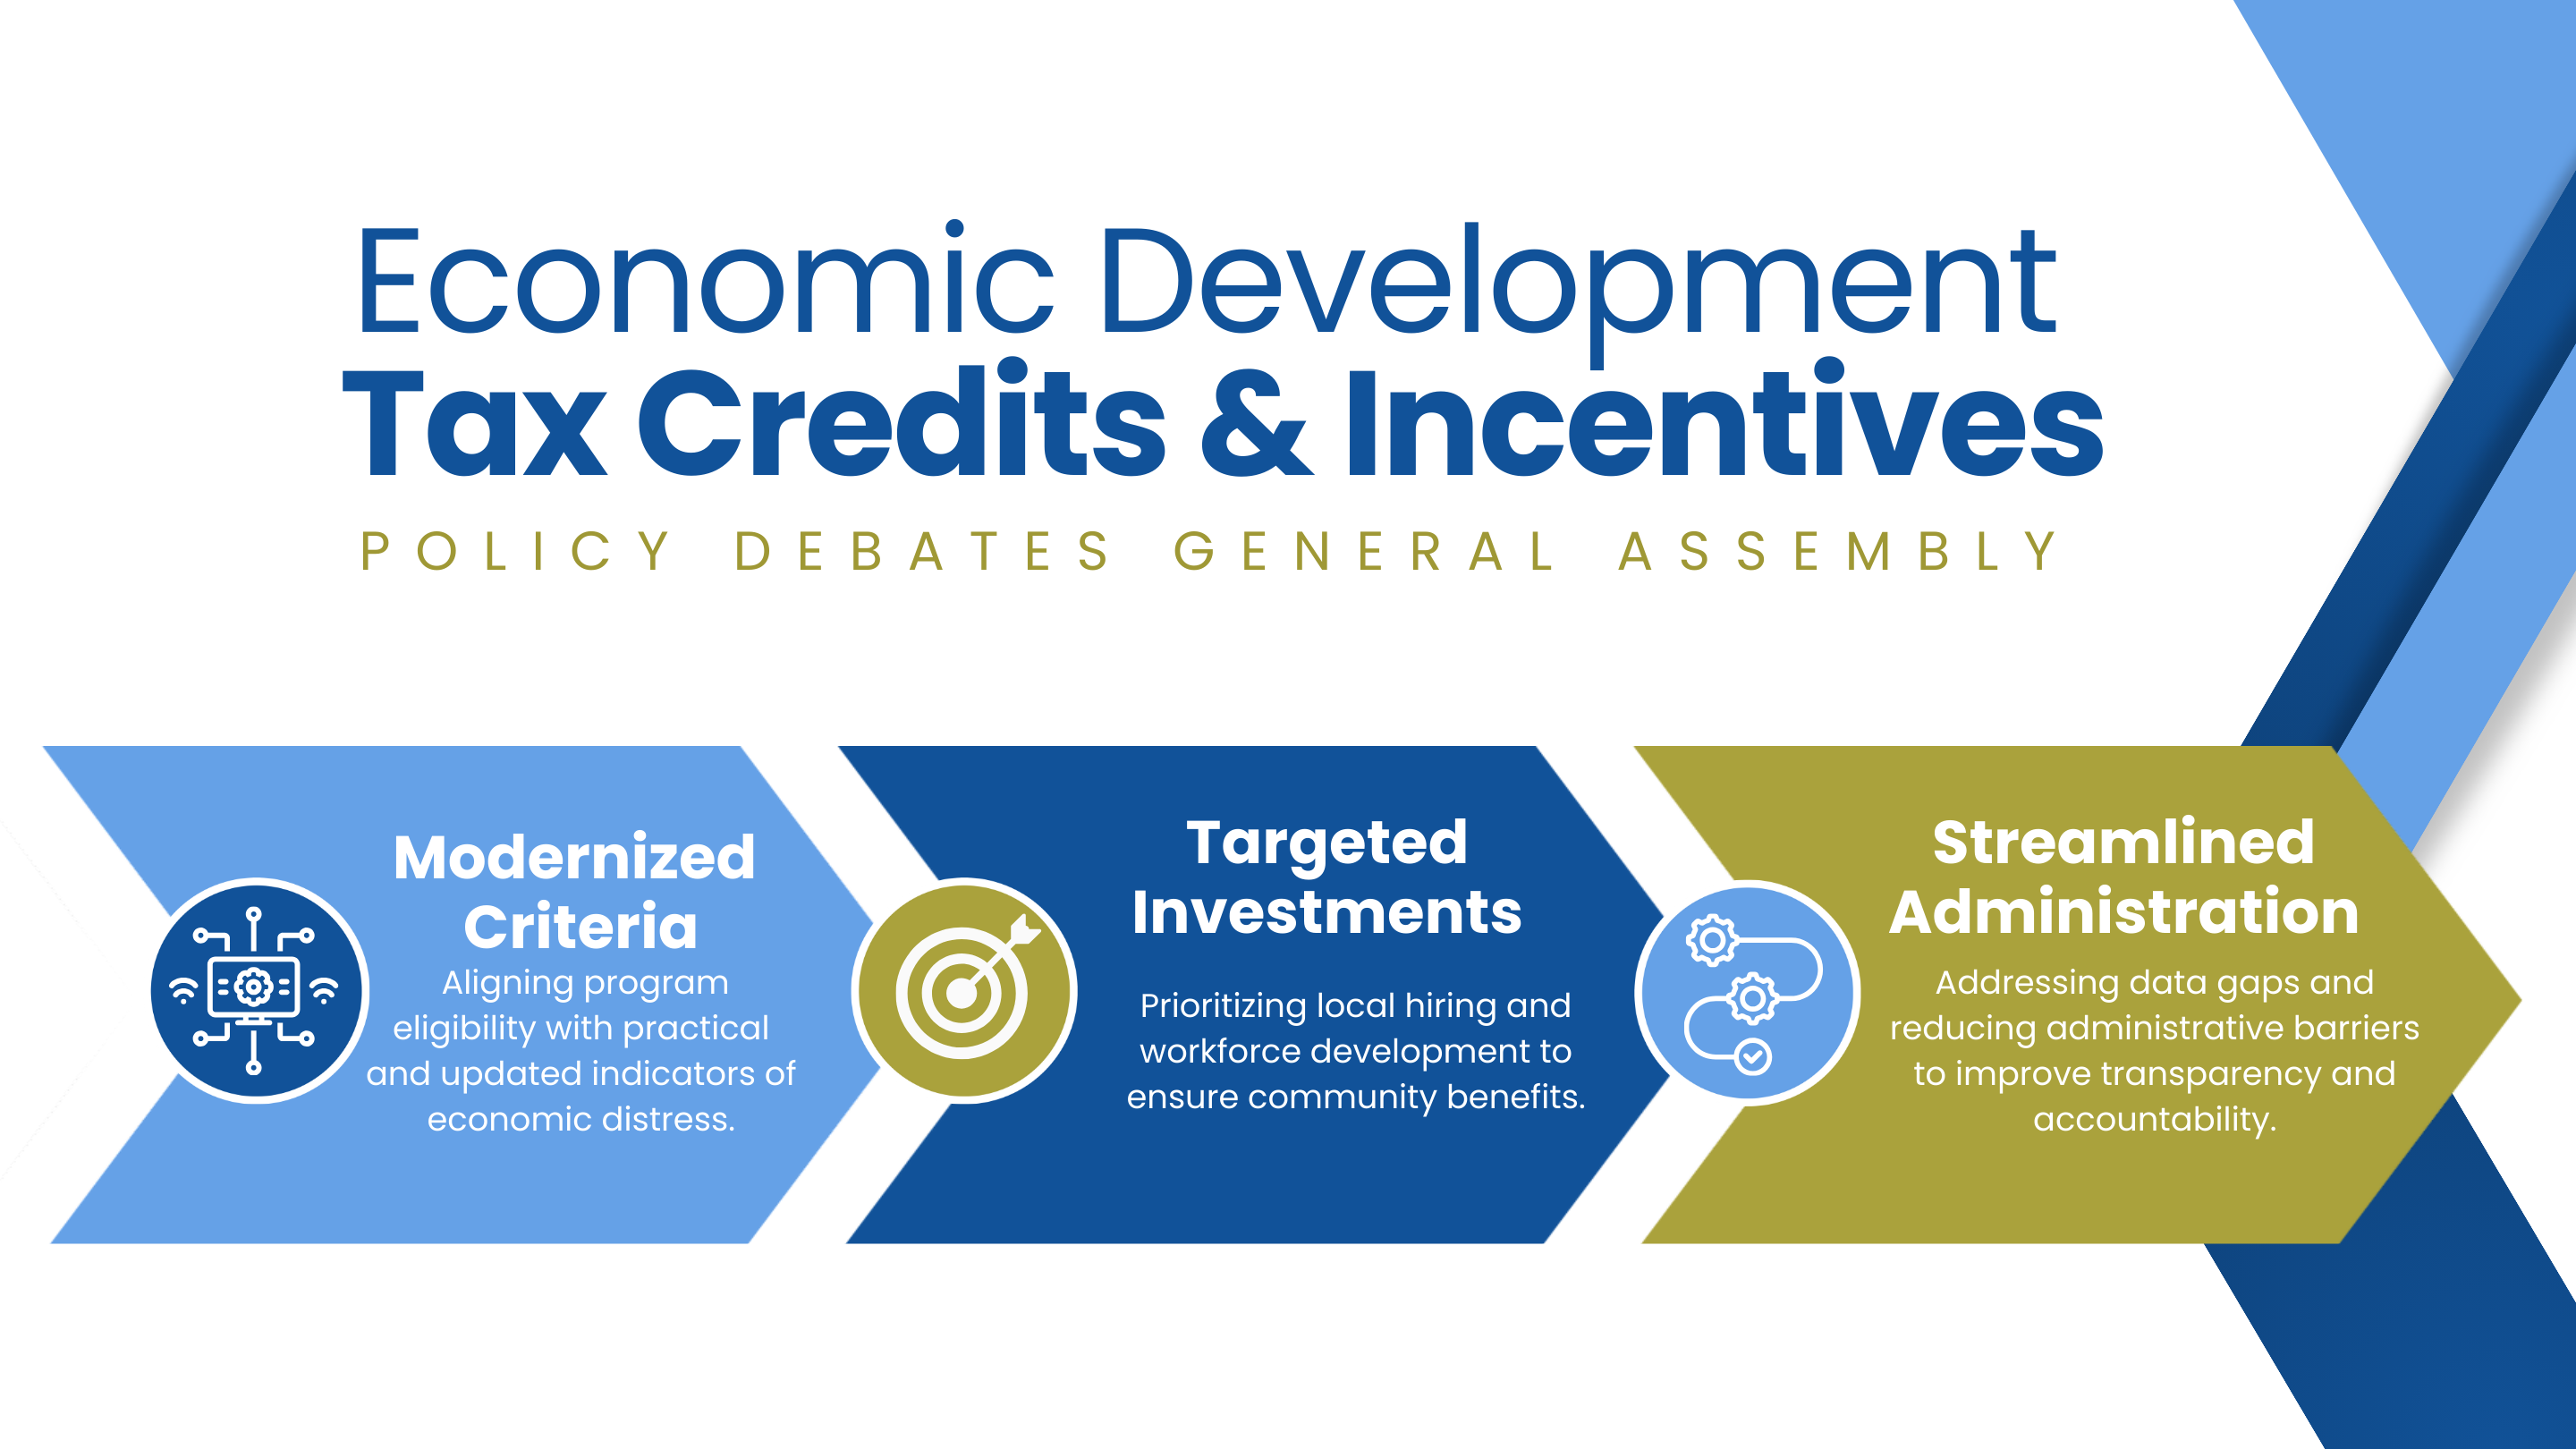 Economic Development
Tax Credits & Incentives
POLICY DEBATES GENERAL ASSEMBLY
Modernized
Criteria
Aligning program
eligibility with practical
and updated indicators of
economic distress.
Targeted
Investments
Prioritizing local hiring and
workforce development to
ensure community benefits.
Streamlined
Administration
Addressing data gaps and
reducing administrative barriers
to improve transparency and
accountability.